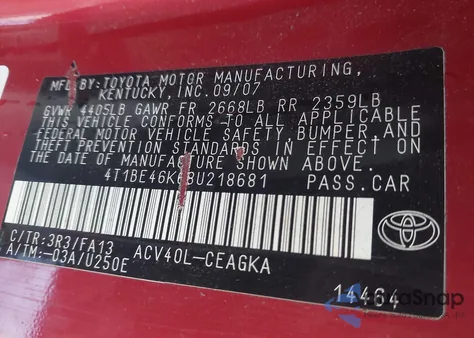 MFG. BY: TOYOTA MOTOR MANUFACTURING,
KENTUCKY, INC. 09/07
GVWR 4405LB GAWR FR 2668LB RR 2359LB
THIS VEHICLE CONFORMS TO ALL APPLICABLE
FEDERAL MOTOR VEHICLE SAFETY, BUMPER, AND
THEFT PREVENTION STANDARDS IN EFFECT ON
THE DATE OF MANUFACTURE SHOWN ABOVE.
PASS.CAR
C/TR:3R3/FA13 ACV40L-CEAGKA
A/TM:-03A/U250E
TOYOTA
14464